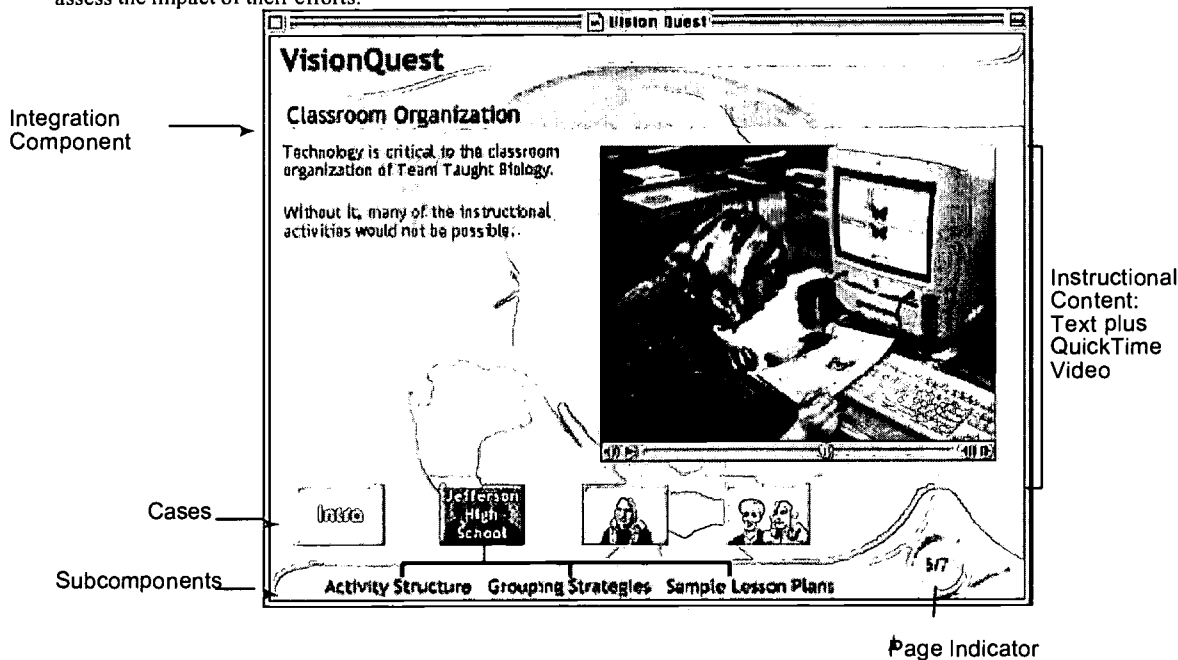 assess the impact of their efforts.
Vision Quest
VisionQuest
Classroom Organization
Integration
Component
Technology is critical to the classroom
organization of Team Taught Biology.
Without it, many of the instructional
activities would not be possible.
Instructional
Content:
Text plus
QuickTime
Video
Cases
Intro
Jefferson
High
School
Subcomponents
Activity Structure Grouping Strategies Sample Lesson Plans
5/7
Page Indicator